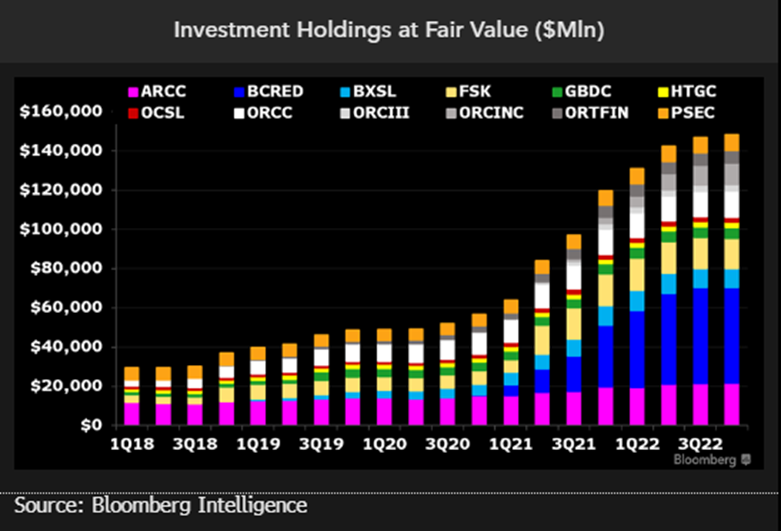 Investment Holdings at Fair Value ($Mln)
ARCC BCRED BXSL FSK GBDC HTGC
OCSL ORCC ORCIII ORCINC ORTFIN PSEC
$160,000
$140,000
$120,000
$100,000
$80,000
$60,000
$40,000
$20,000
$0
1Q18 3Q18 1Q19 3Q19 1Q20 3Q20 1Q21 3Q21 1Q22 3Q22
Bloomberg
Source: Bloomberg Intelligence